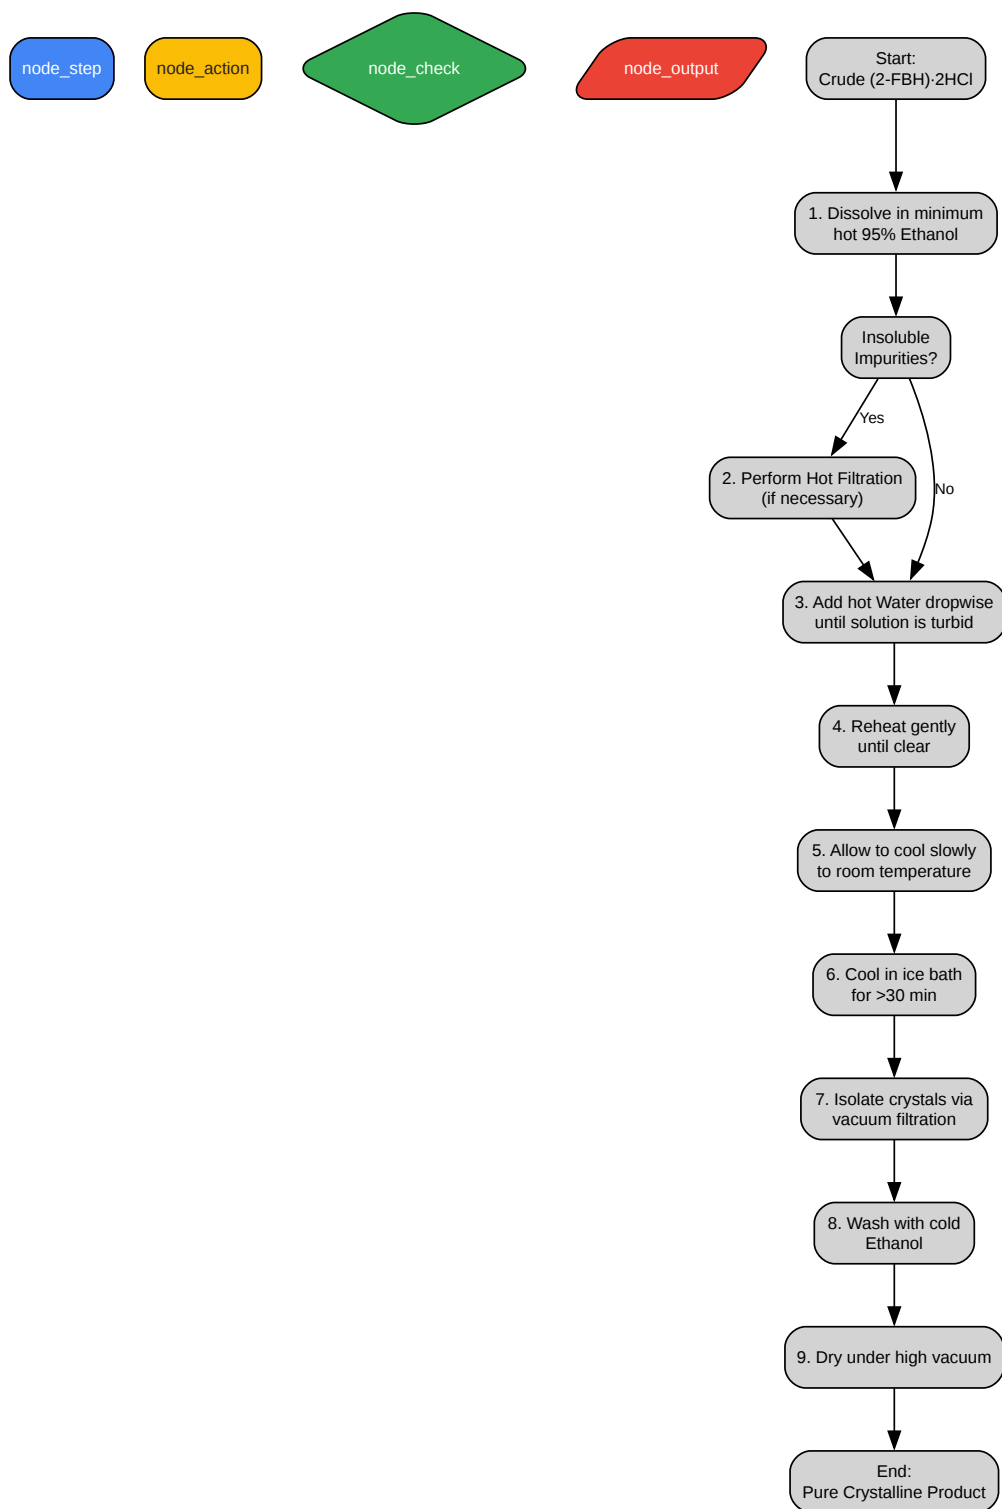 node_step
node_action
node_check
node_output
Start:
Crude (2-FBH)·2HCl
1. Dissolve in minimum
hot 95% Ethanol
Insoluble
Impurities?
Yes
2. Perform Hot Filtration
(if necessary)
No
3. Add hot Water dropwise
until solution is turbid
4. Reheat gently
until clear
5. Allow to cool slowly
to room temperature
6. Cool in ice bath
for >30 min
7. Isolate crystals via
vacuum filtration
8. Wash with cold
Ethanol
9. Dry under high vacuum
End:
Pure Crystalline Product